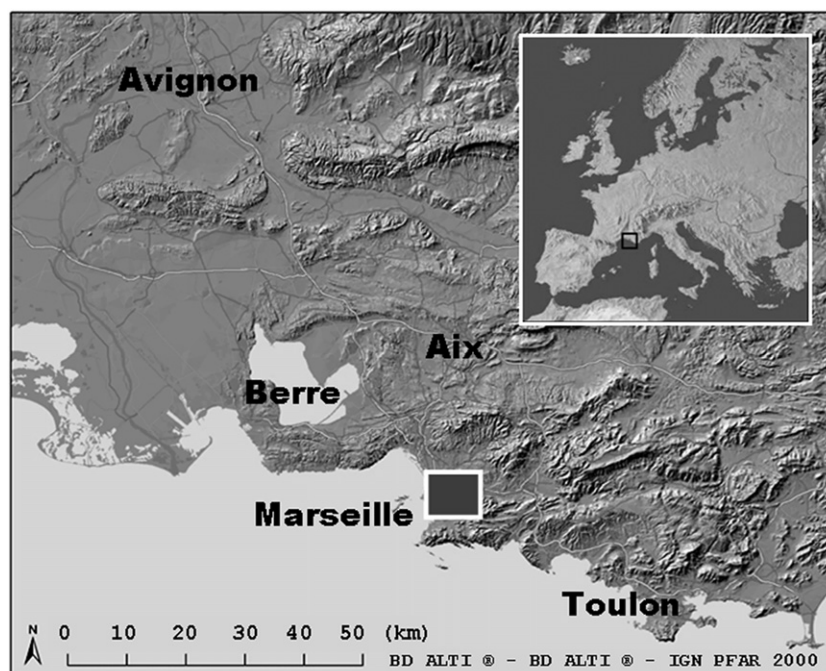 Avignon
Aix
Berre
Marseille
Toulon
N 0 10 20 30 40 50 (km)
BD ALTI ® - BD ALTI ® - IGN PFAR 2000